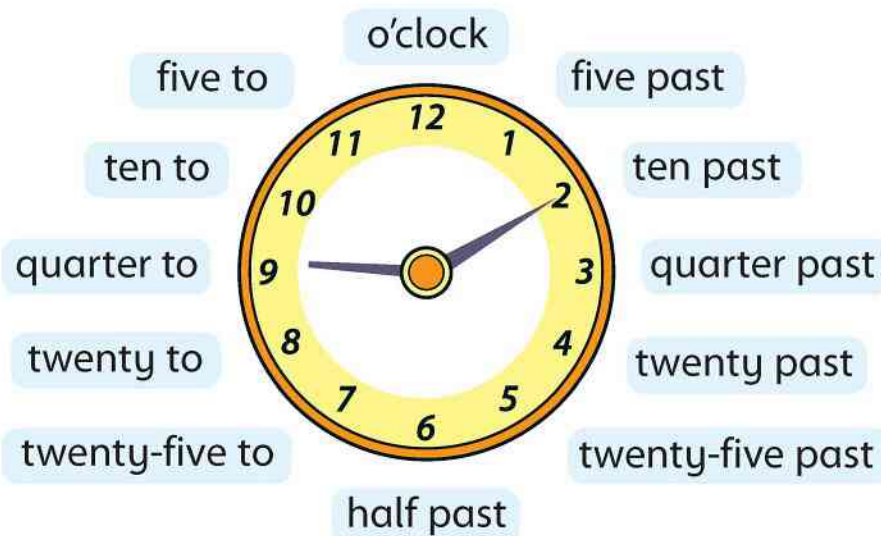 o'clock
five to
five past
12
11
1
ten to
ten past
10
2
quarter to
9
3
quarter past
8
4
twenty to
twenty past
7
5
6
twenty-five to
twenty-five past
half past